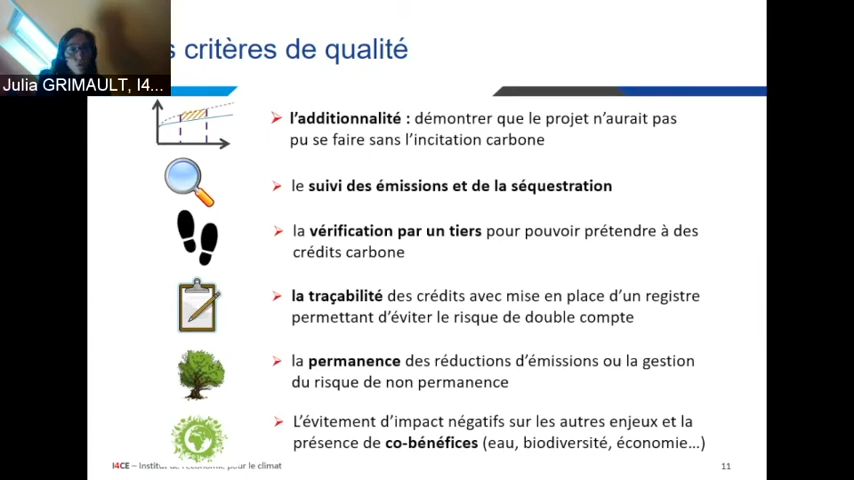 s critères de qualité
Julia GRIMAULT, I4...
➢ l'additionnalité : démontrer que le projet n'aurait pas
pu se faire sans l'incitation carbone
➢ le suivi des émissions et de la séquestration
➢ la vérification par un tiers pour pouvoir prétendre à des
crédits carbone
➢ la traçabilité des crédits avec mise en place d'un registre
permettant d'éviter le risque de double compte
➢ la permanence des réductions d'émissions ou la gestion
du risque de non permanence
➢ L'évitement d'impact négatifs sur les autres enjeux et la
présence de co-bénéfices (eau, biodiversité, économie…)
I4CE – Institut de l'économie pour le climat
11